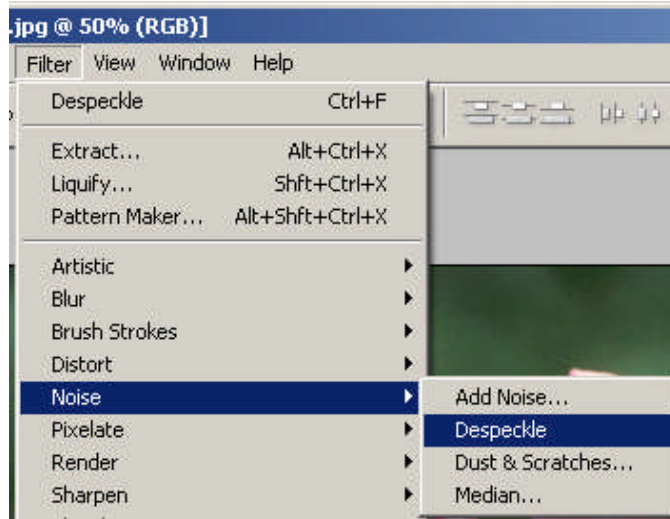 .jpg @ 50% (RGB)]
Filter View Window Help
Despeckle Ctrl+F
Extract... Alt+Ctrl+X
Liquify... Shft+Ctrl+X
Pattern Maker... Alt+Shft+Ctrl+X
Artistic
Blur
Brush Strokes
Distort
Noise
Add Noise...
Pixelate
Despeckle
Render
Dust & Scratches...
Sharpen
Median...